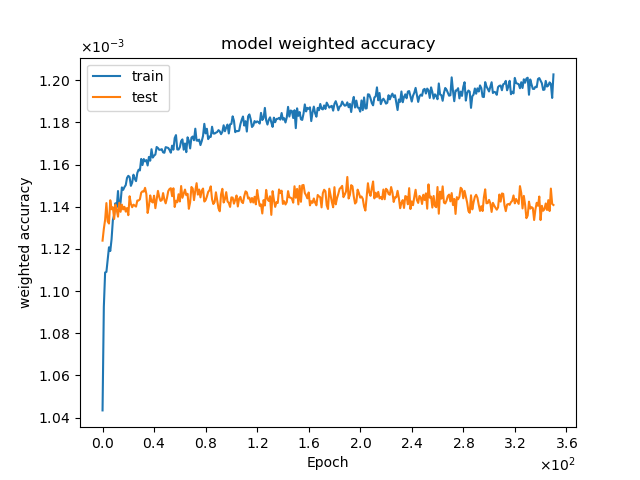 ×10⁻³
model weighted accuracy
train
test
1.20
1.18
1.16
1.14
1.12
1.10
1.08
1.06
1.04
weighted accuracy
0.0 0.4 0.8 1.2 1.6 2.0 2.4 2.8 3.2 3.6
Epoch
×10²